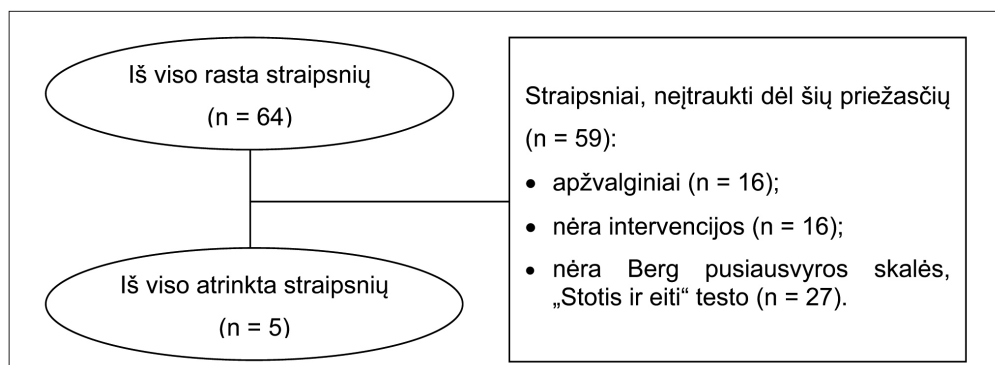 Iš viso rasta straipsnių
(n = 64)
Iš viso atrinkta straipsnių
(n = 5)
Straipsniai, neįtraukti dėl šių priežasčių
(n = 59):
• apžvalginiai (n = 16);
• nėra intervencijos (n = 16);
• nėra Berg pusiausvyros skalės,
„Stotis ir eiti“ testo (n = 27).